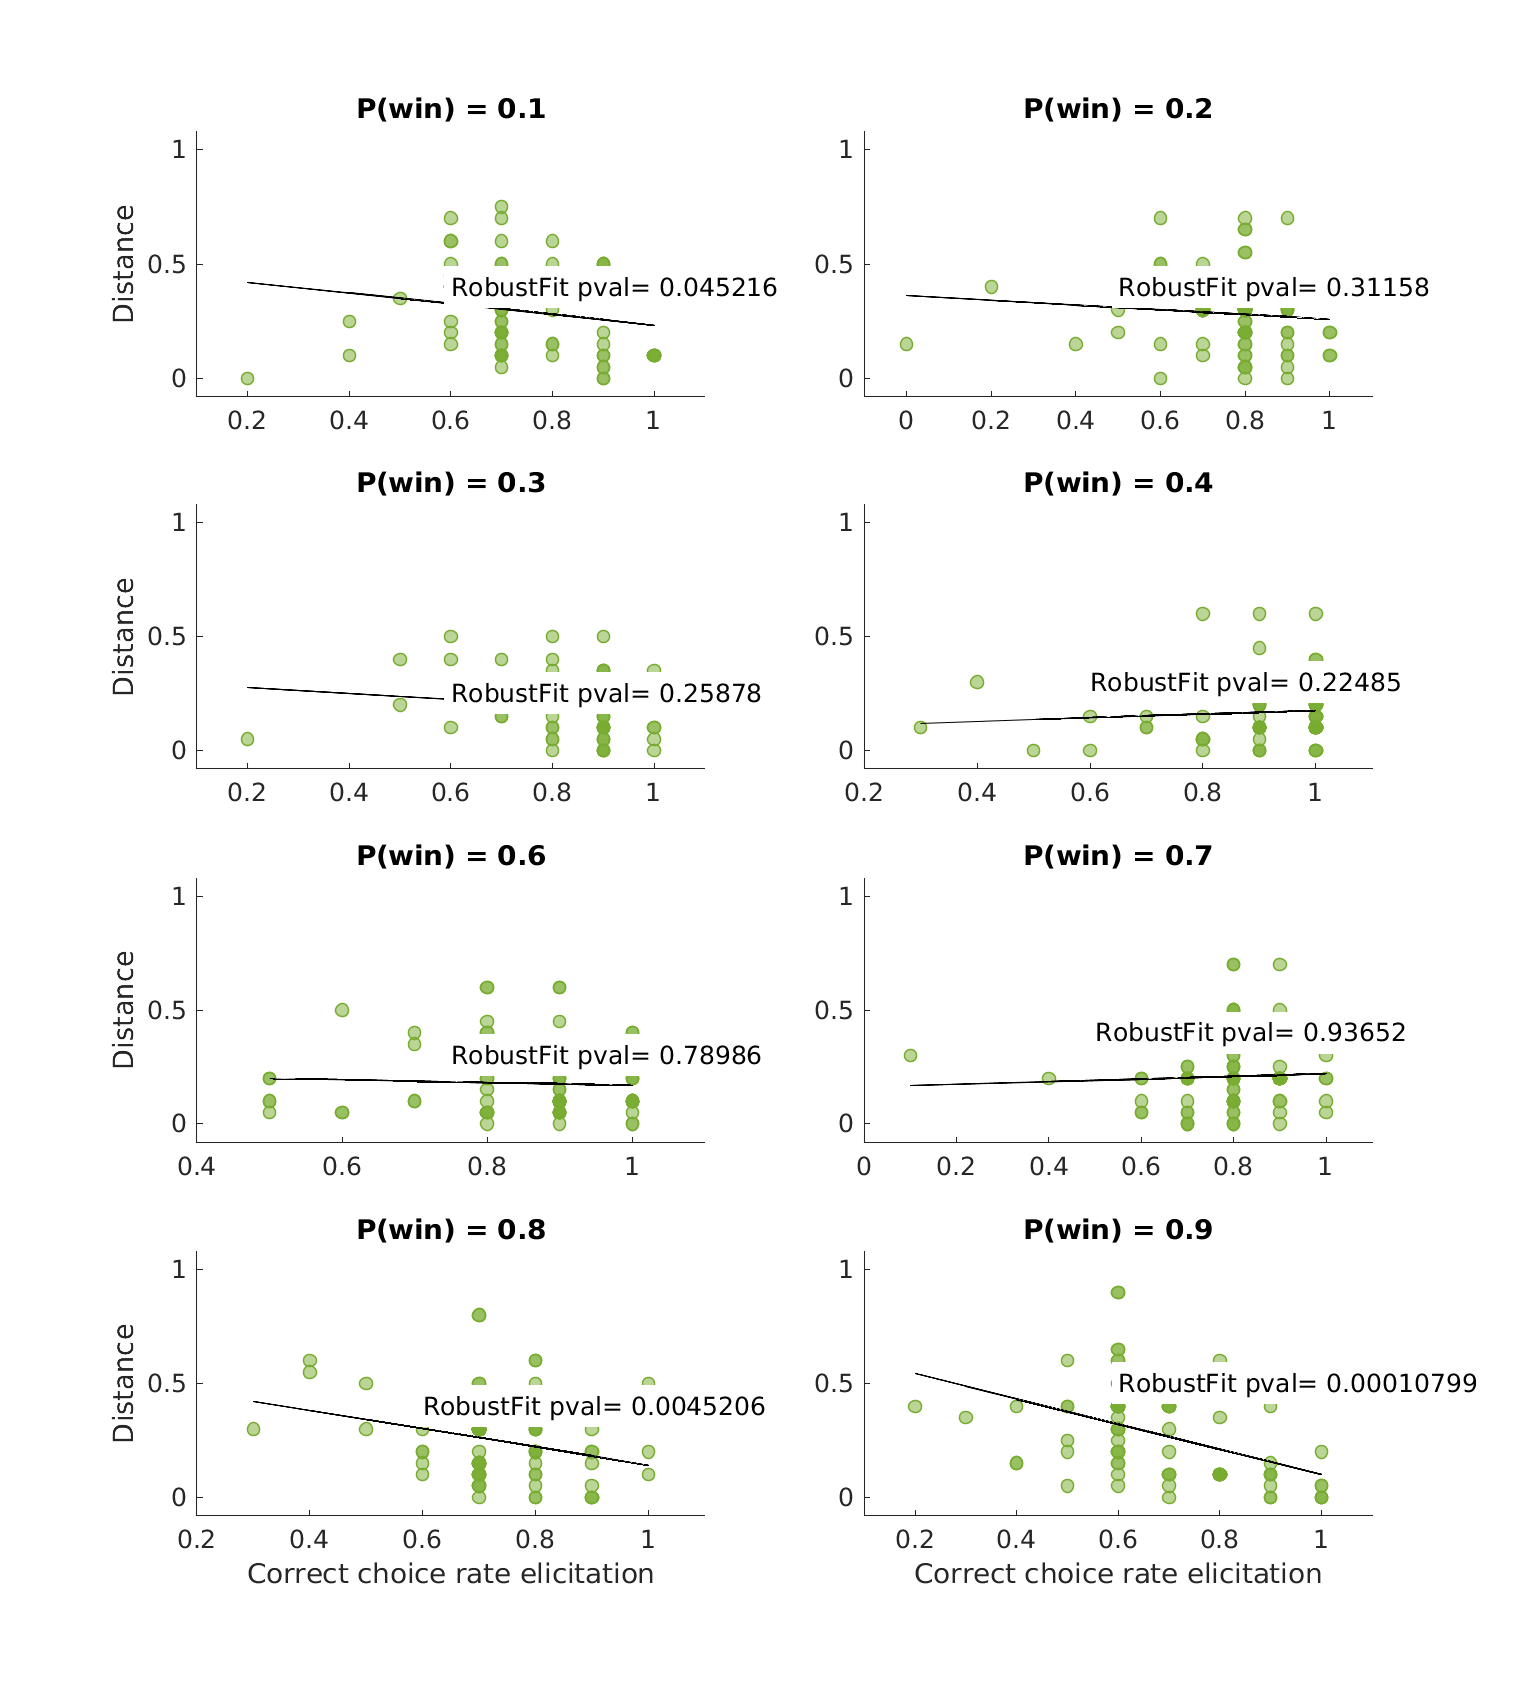 P(win) = 0.1
1
0.5
0
Distance
RobustFit pval= 0.045216
0.2 0.4 0.6 0.8 1
P(win) = 0.2
1
0.5
0
RobustFit pval= 0.31158
0 0.2 0.4 0.6 0.8 1
P(win) = 0.3
1
0.5
0
Distance
RobustFit pval= 0.25878
0.2 0.4 0.6 0.8 1
P(win) = 0.4
1
0.5
0
RobustFit pval= 0.22485
0.2 0.4 0.6 0.8 1
P(win) = 0.6
1
0.5
0
Distance
RobustFit pval= 0.78986
0.4 0.6 0.8 1
P(win) = 0.7
1
0.5
0
RobustFit pval= 0.93652
0 0.2 0.4 0.6 0.8 1
P(win) = 0.8
1
0.5
0
Distance
RobustFit pval= 0.0045206
0.2 0.4 0.6 0.8 1
Correct choice rate elicitation
P(win) = 0.9
1
0.5
0
RobustFit pval= 0.00010799
0.2 0.4 0.6 0.8 1
Correct choice rate elicitation